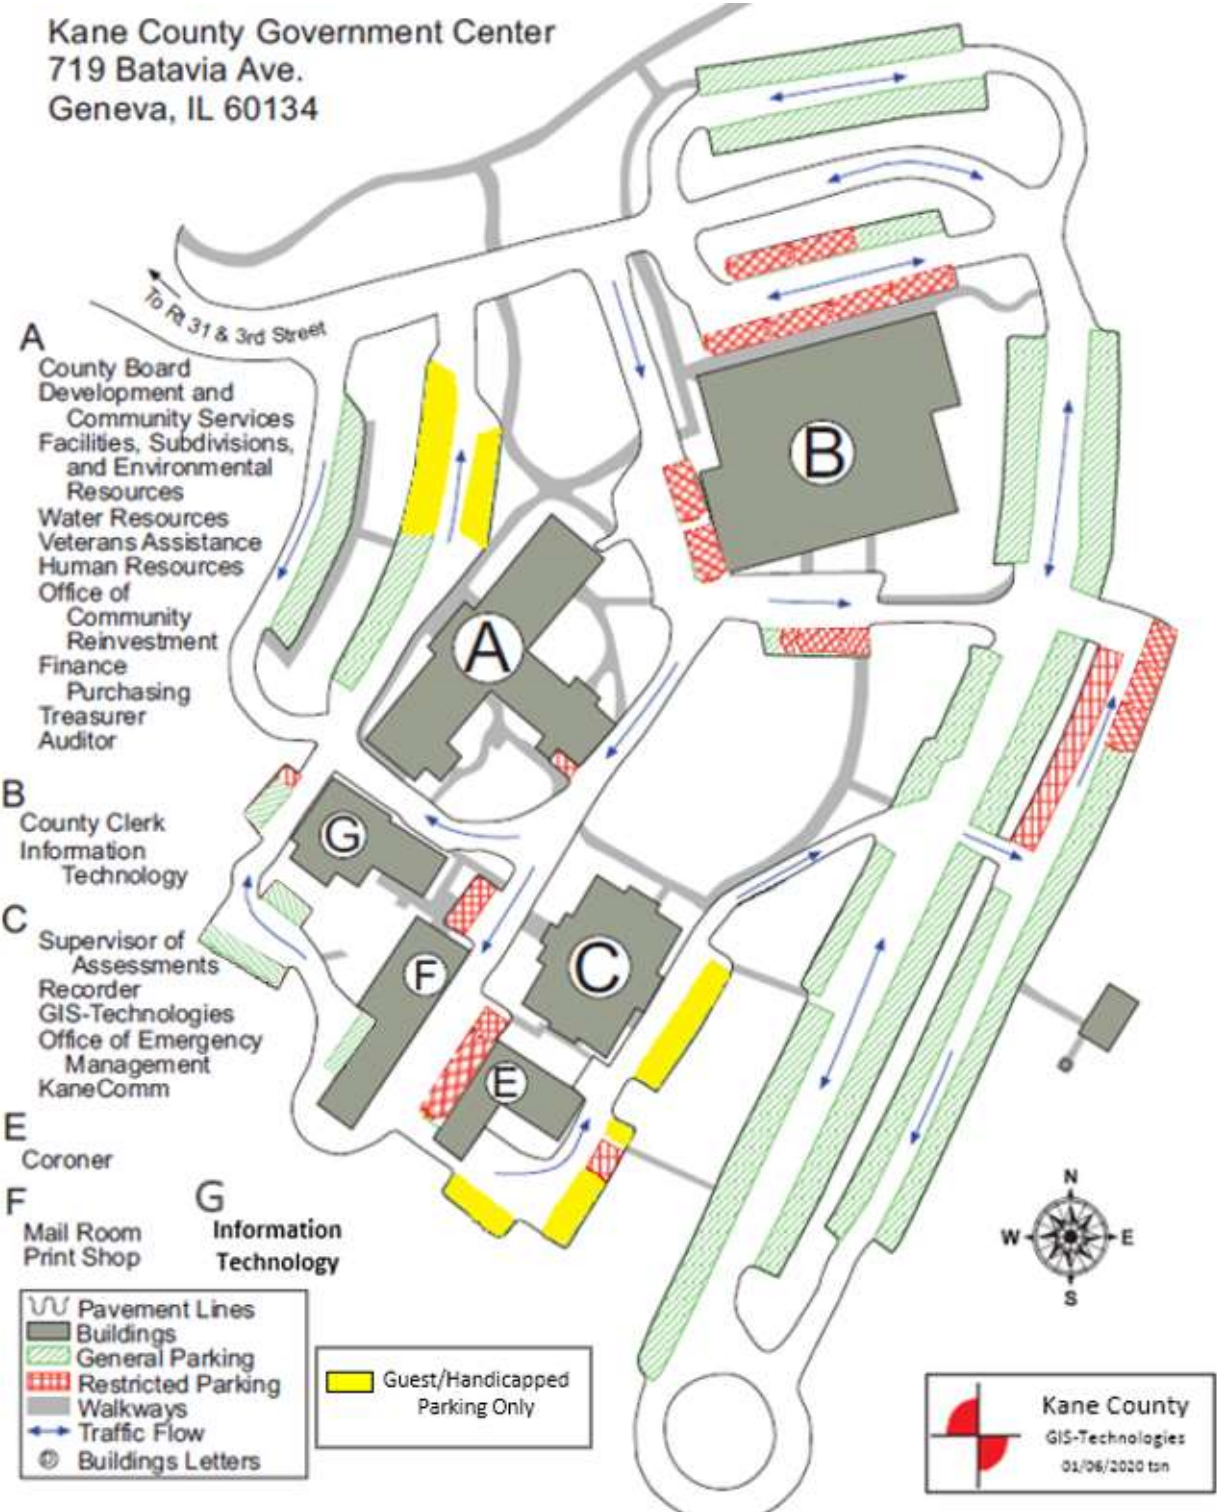 Kane County Government Center
719 Batavia Ave.
Geneva, IL 60134
To Rt 31 & 3rd Street
A
County Board
Development and
Community Services
Facilities, Subdivisions,
and Environmental
Resources
Water Resources
Veterans Assistance
Human Resources
Office of
Community
Reinvestment
Finance
Purchasing
Treasurer
Auditor
B
County Clerk
Information
Technology
C
Supervisor of
Assessments
Recorder
GIS-Technologies
Office of Emergency
Management
KaneComm
E
Coroner
F
Mail Room
Print Shop
G
Information
Technology
B
A
G
F
C
E
N
W
E
S
Pavement Lines
Buildings
General Parking
Restricted Parking
Walkways
Traffic Flow
Buildings Letters
Guest/Handicapped
Parking Only
Kane County
GIS-Technologies
01/06/2020 tsn